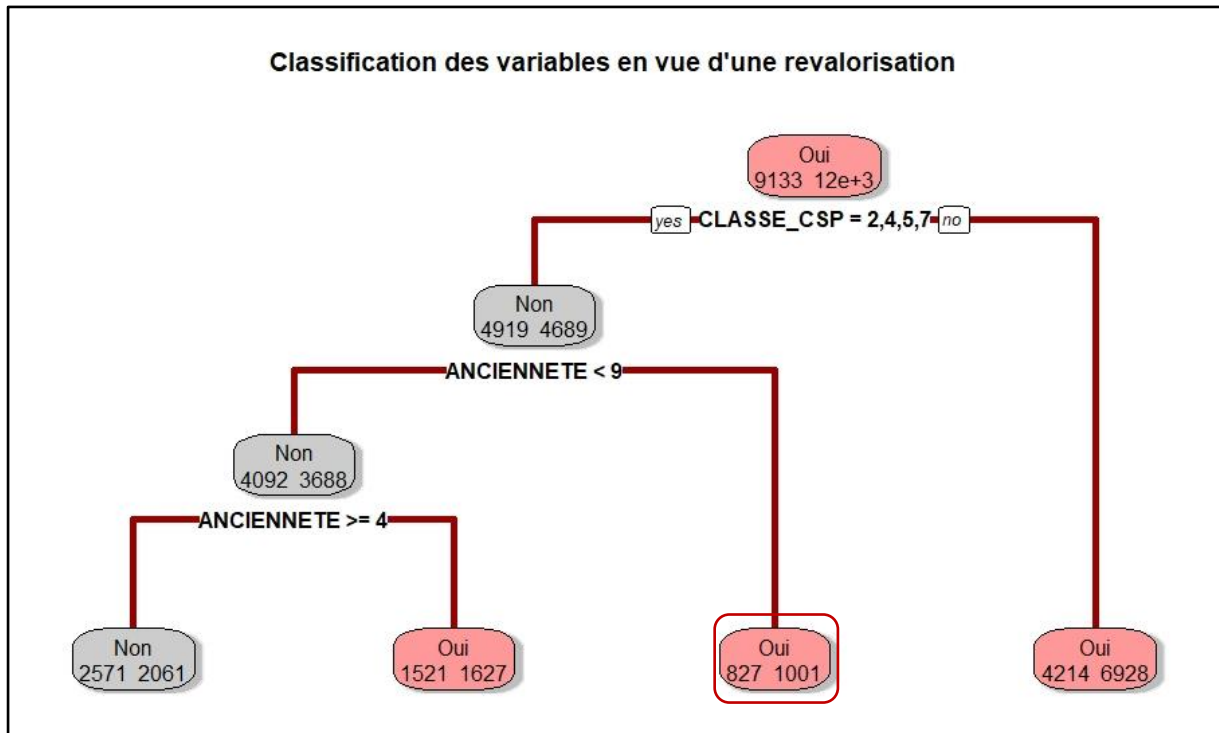 Classification des variables en vue d'une revalorisation
Oui
9133 12e+3
yes CLASSE_CSP = 2,4,5,7 no
Non
4919 4689
ANCIENNETE < 9
Non
4092 3688
ANCIENNETE >= 4
Non
2571 2061
Oui
1521 1627
Oui
827 1001
Oui
4214 6928